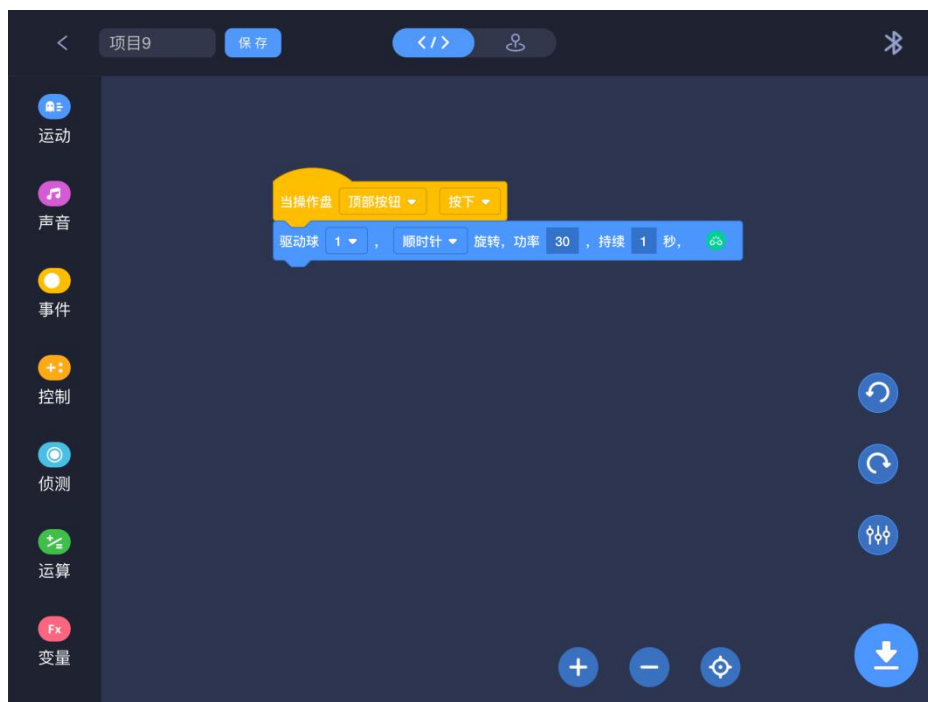 项目9 保存 </>
运动
声音
事件
控制
侦测
运算
Fx
变量
当操作盘 顶部按钮 按下
驱动球 1 ， 顺时针 旋转，功率 30 ，持续 1 秒，